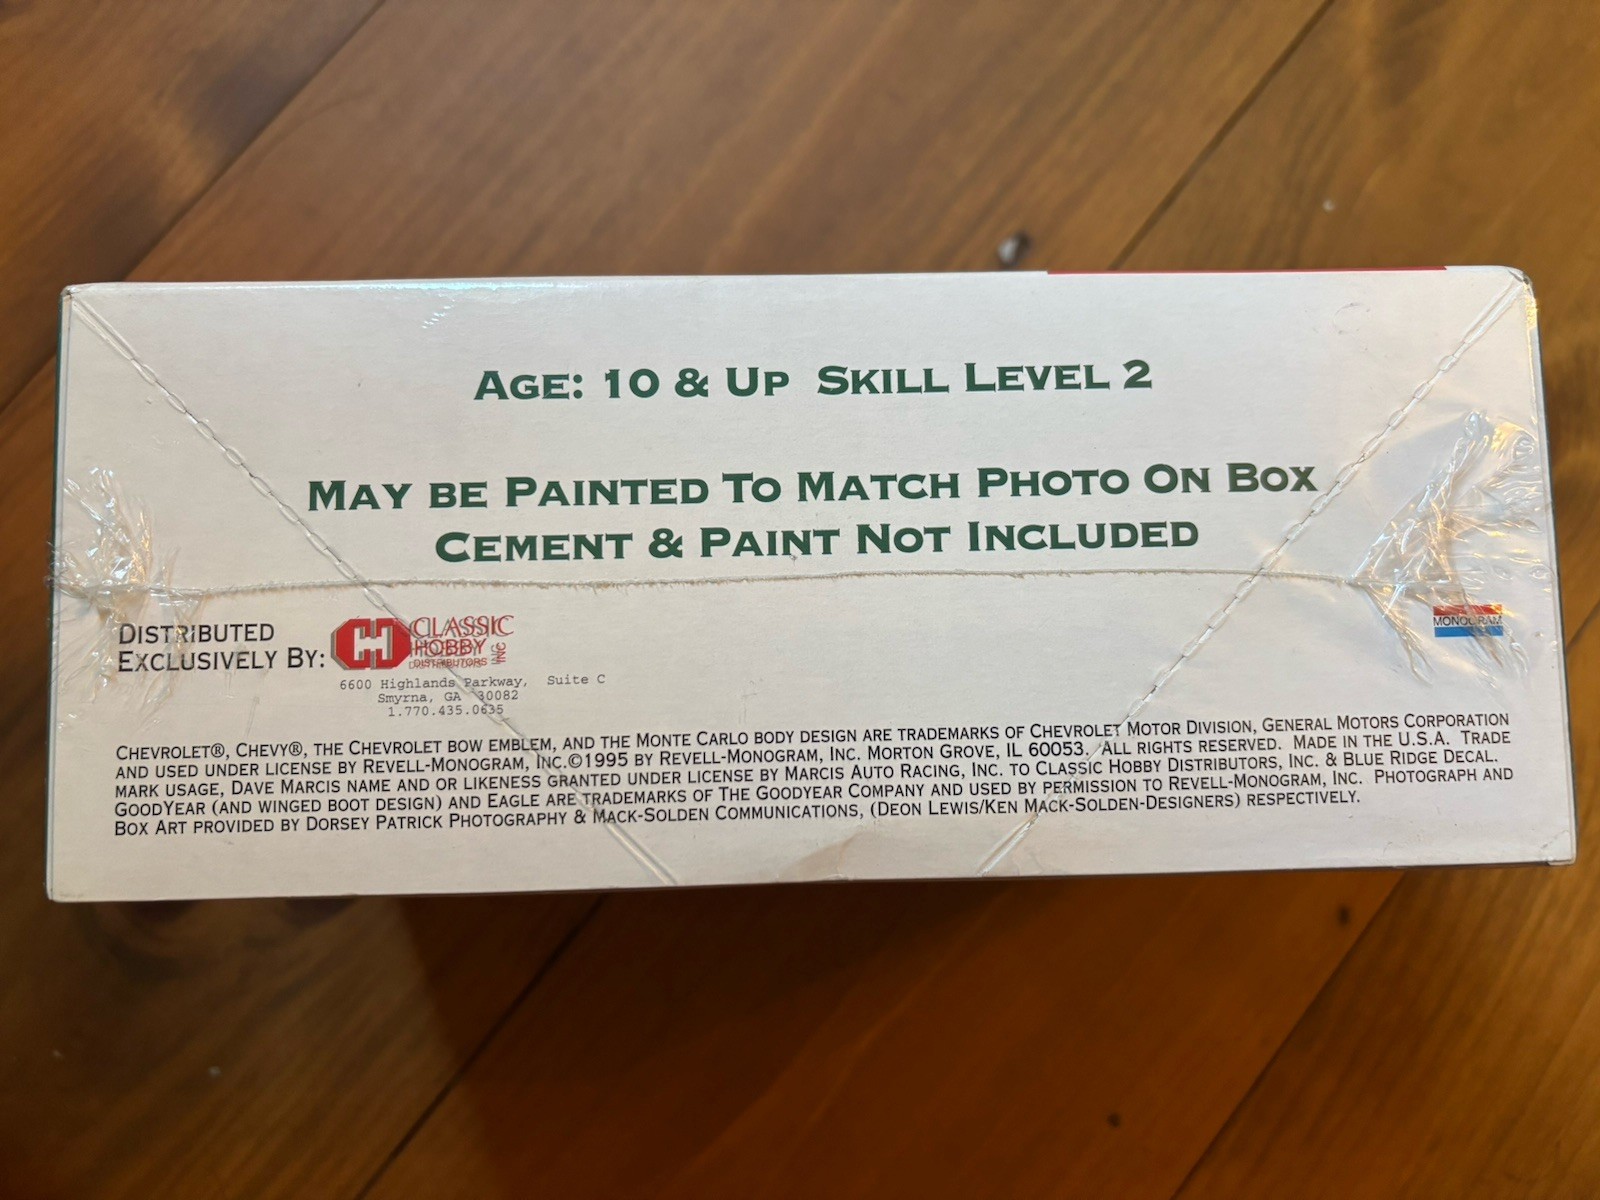 AGE: 10 & UP SKILL LEVEL 2
MAY BE PAINTED TO MATCH PHOTO ON BOX
CEMENT & PAINT NOT INCLUDED
DISTRIBUTED
EXCLUSIVELY BY:
CLASSIC
HOBBY
DISTRIBUTORS INC
6600 Highlands Parkway, Suite C
Smyrna, GA 30082
1.770.435.0635
MONOGRAM
CHEVROLET®, CHEVY®, THE CHEVROLET BOW EMBLEM, AND THE MONTE CARLO BODY DESIGN ARE TRADEMARKS OF CHEVROLET MOTOR DIVISION, GENERAL MOTORS CORPORATION
AND USED UNDER LICENSE BY REVELL-MONOGRAM, INC.©1995 BY REVELL-MONOGRAM, INC. MORTON GROVE, IL 60053. ALL RIGHTS RESERVED. MADE IN THE U.S.A. TRADE
MARK USAGE, DAVE MARCIS NAME AND OR LIKENESS GRANTED UNDER LICENSE BY MARCIS AUTO RACING, INC. TO CLASSIC HOBBY DISTRIBUTORS, INC. & BLUE RIDGE DECAL.
GOODYEAR (AND WINGED BOOT DESIGN) AND EAGLE ARE TRADEMARKS OF THE GOODYEAR COMPANY AND USED BY PERMISSION TO REVELL-MONOGRAM, INC. PHOTOGRAPH AND
BOX ART PROVIDED BY DORSEY PATRICK PHOTOGRAPHY & MACK-SOLDEN COMMUNICATIONS, (DEON LEWIS/KEN MACK-SOLDEN-DESIGNERS) RESPECTIVELY.